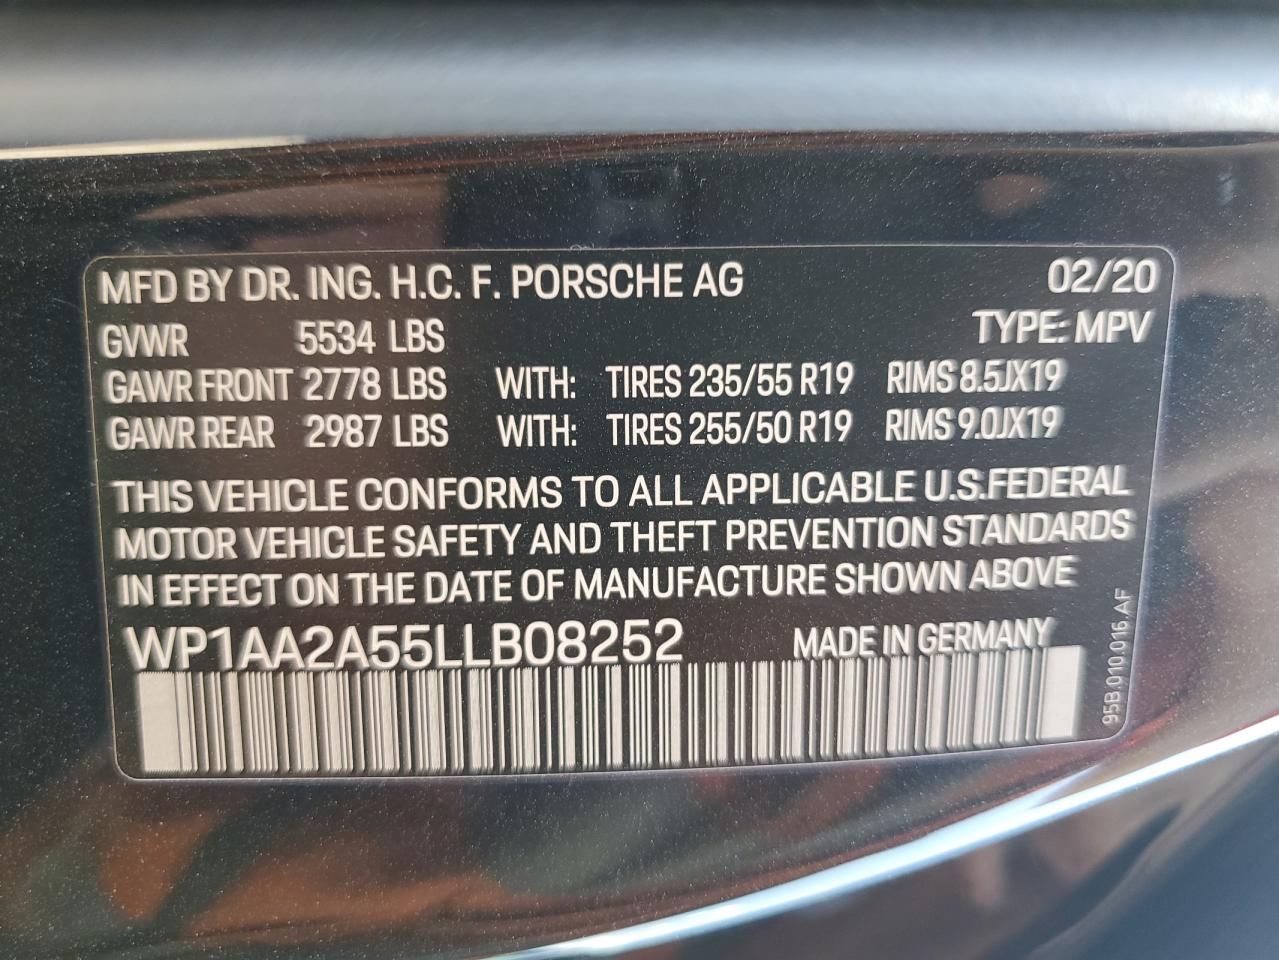 MFD BY DR. ING. H.C. F. PORSCHE AG 02/20
GVWR 5534 LBS TYPE: MPV
GAWR FRONT 2778 LBS WITH: TIRES 235/55 R19 RIMS 8.5JX19
GAWR REAR 2987 LBS WITH: TIRES 255/50 R19 RIMS 9.0JX19
THIS VEHICLE CONFORMS TO ALL APPLICABLE U.S.FEDERAL
MOTOR VEHICLE SAFETY AND THEFT PREVENTION STANDARDS
IN EFFECT ON THE DATE OF MANUFACTURE SHOWN ABOVE
WP1AA2A55LLB08252 MADE IN GERMANY
95B.010.016.AF